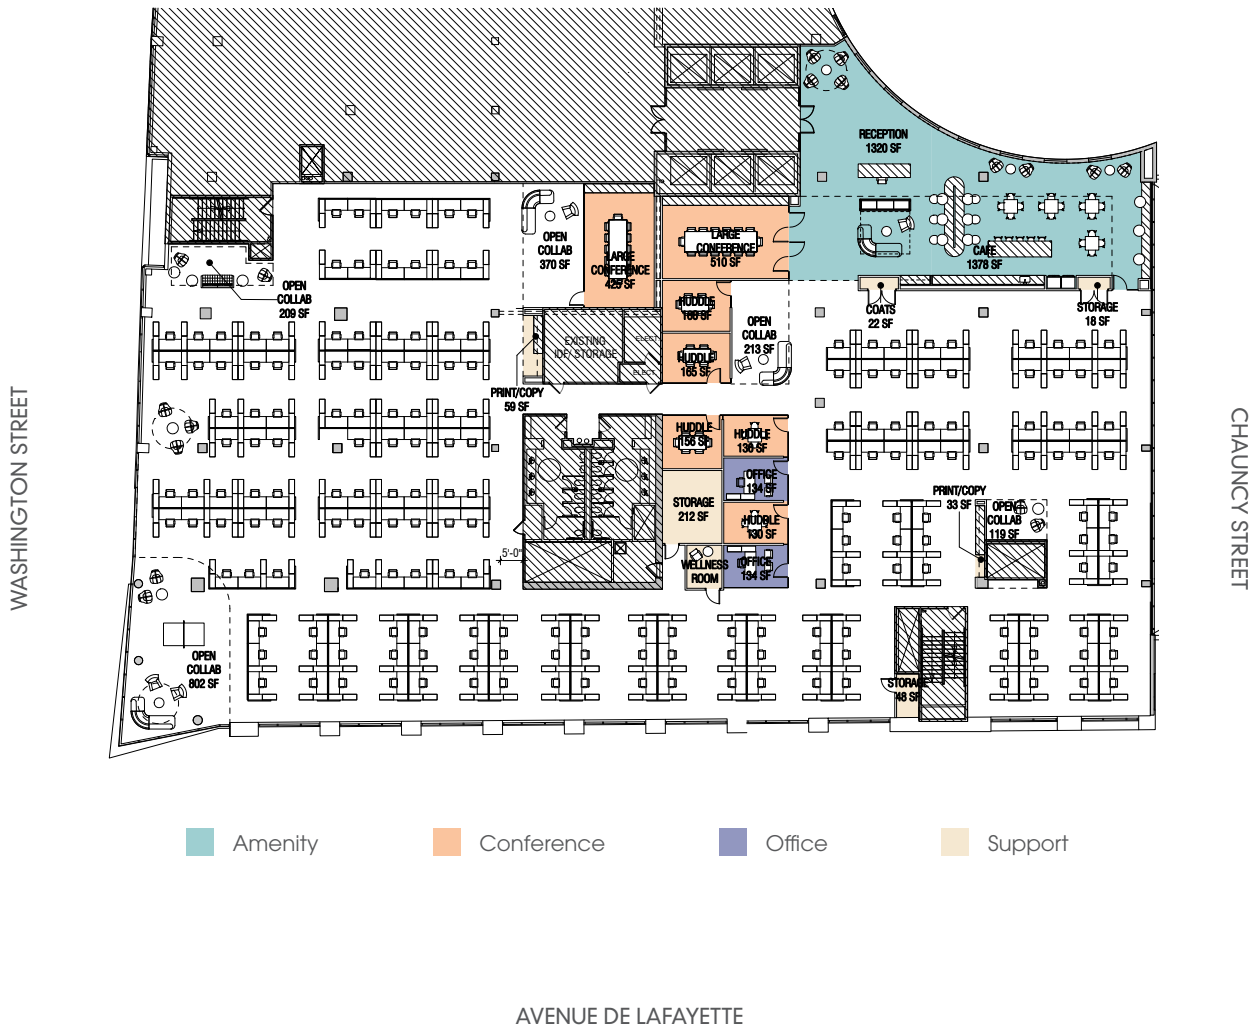 RECEPTION
1320 SF
OPEN
COLLAB
370 SF
LARGE
CONFERENCE
425 SF
LARGE
CONFERENCE
510 SF
CAFE
1376 SF
OPEN
COLLAB
209 SF
HUDDLE
OPEN
COLLAB
213 SF
COATS
22 SF
STORAGE
18 SF
EXISTING
IDF/ STORAGE
ELECT
ELECT
HUDDLE
165 SF
PRINT/COPY
59 SF
HUDDLE
156 SF
HUDDLE
136 SF
OFFICE
134 SF
STORAGE
212 SF
HUDDLE
130 SF
PRINT/COPY
33 SF
OPEN
COLLAB
119 SF
5'-0"
WELLNESS
ROOM
OFFICE
134 SF
OPEN
COLLAB
802 SF
STORAGE
48 SF
WASHINGTON STREET
CHAUNCY STREET
Amenity
Conference
Office
Support
AVENUE DE LAFAYETTE